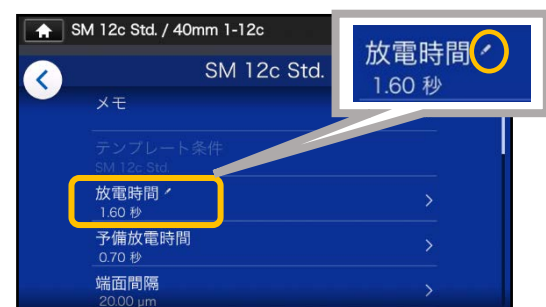 SM 12c Std. / 40mm 1-12c
SM 12c Std.
メモ
テンプレート条件
SM 12c Std.
放電時間
1.60 秒
予備放電時間
0.70 秒
端面間隔
20.00 µm
放電時間
1.60 秒